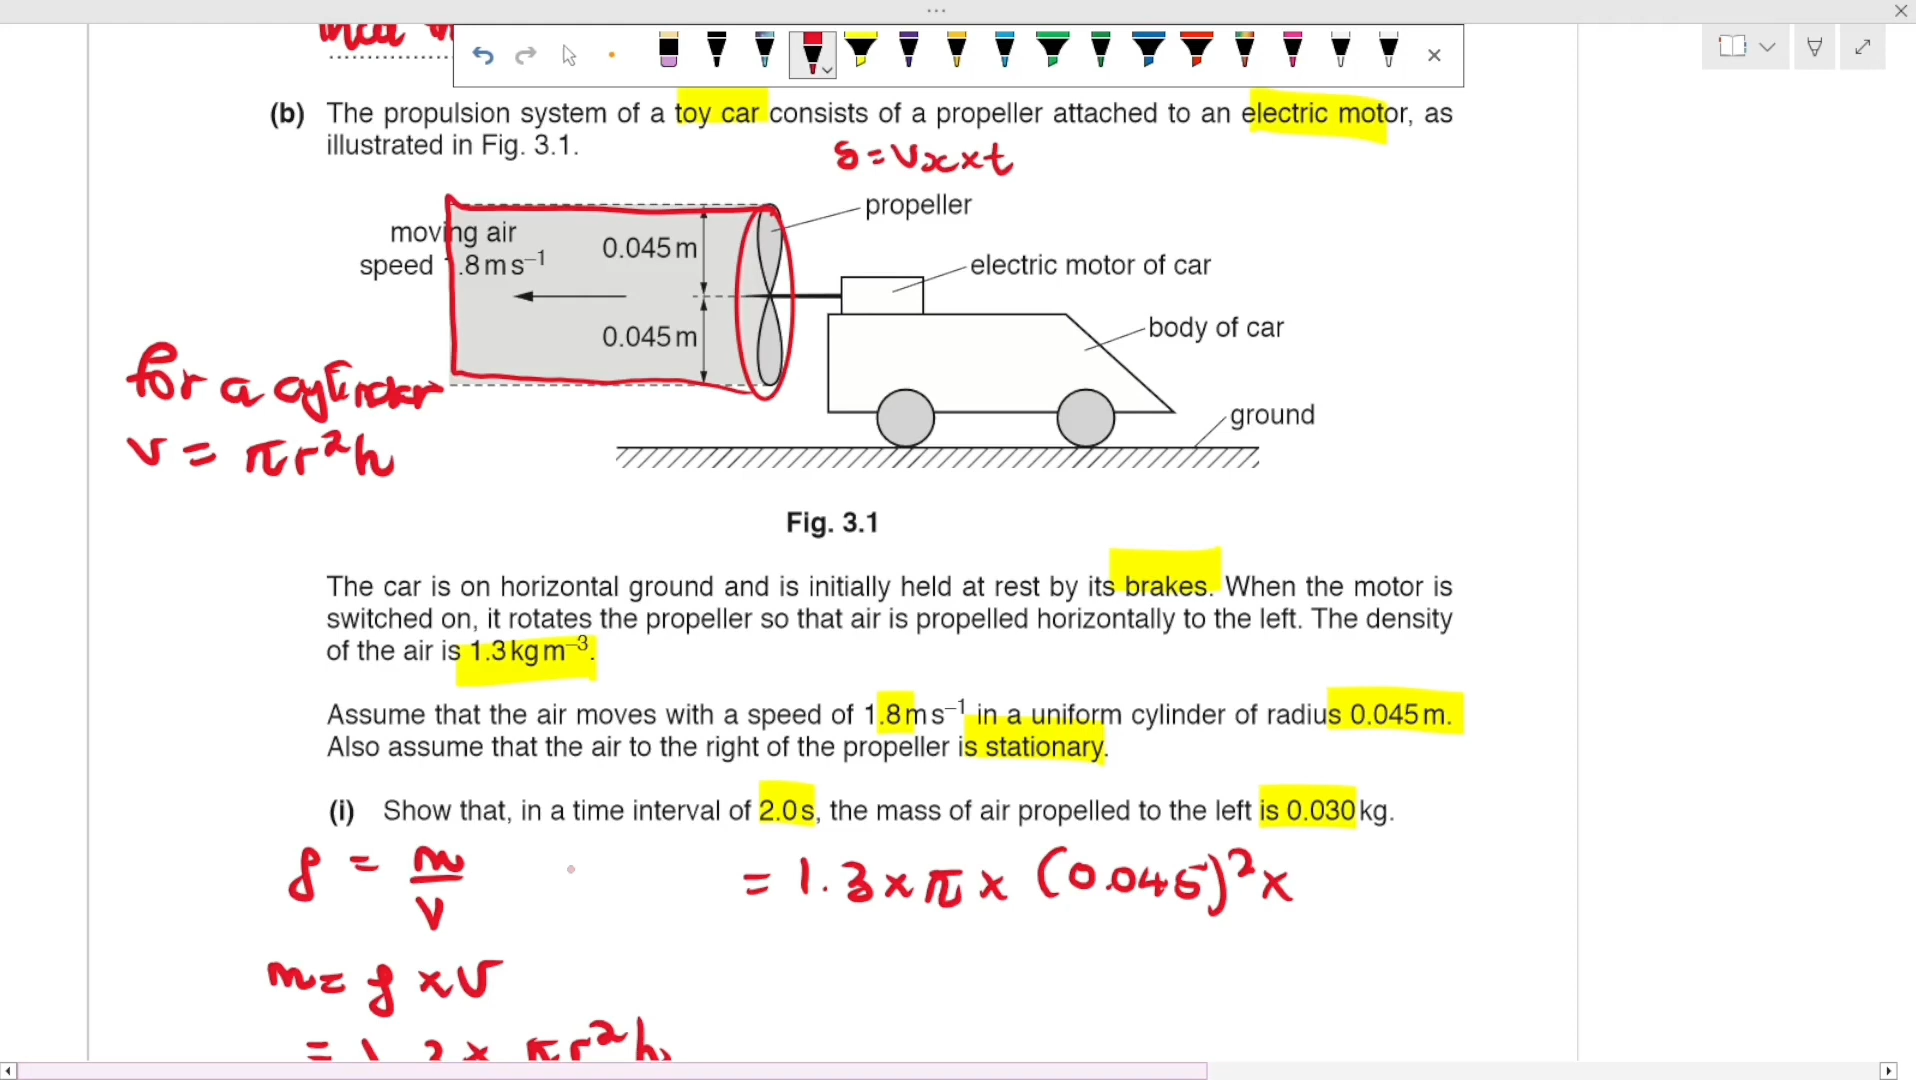 (b) The propulsion system of a toy car consists of a propeller attached to an electric motor, as
illustrated in Fig. 3.1.
s = vx × t
propeller
moving air
speed .8 m s⁻¹
0.045 m
electric motor of car
0.045 m
body of car
for a cylinder
v = πr²h
ground
Fig. 3.1
The car is on horizontal ground and is initially held at rest by its brakes. When the motor is
switched on, it rotates the propeller so that air is propelled horizontally to the left. The density
of the air is 1.3 kg m⁻³.
Assume that the air moves with a speed of 1.8 m s⁻¹ in a uniform cylinder of radius 0.045 m.
Also assume that the air to the right of the propeller is stationary.
(i) Show that, in a time interval of 2.0 s, the mass of air propelled to the left is 0.030 kg.
ρ = m/v
= 1.3 × π × (0.045)² ×
m = ρ × v
= 1.3 × πr²h